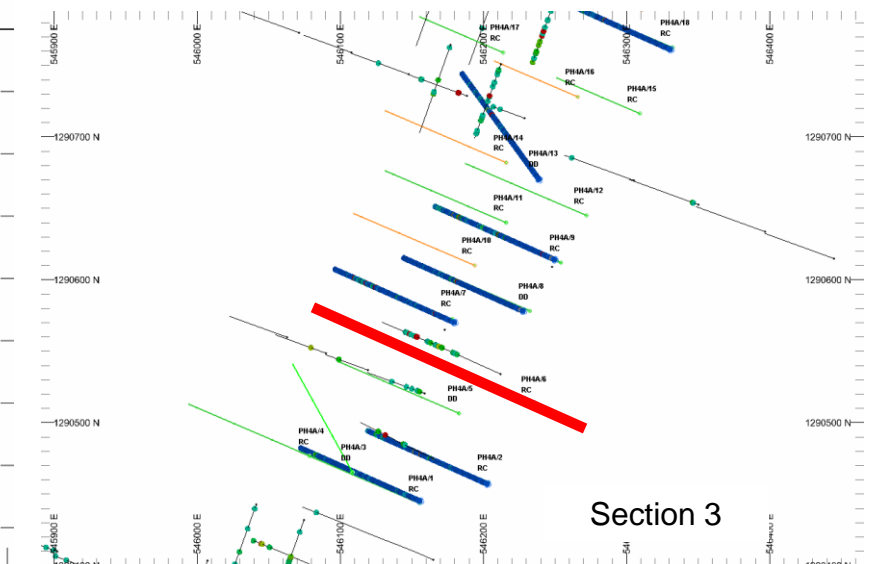 545900 E
546000 E
546100 E
546200 E
546300 E
546400 E
PH4A/17
RC
PH4A/18
RC
PH4A/16
RC
PH4A/15
RC
1290700 N
1290700 N
PH4A/14
RC
PH4A/13
DD
PH4A/11
RC
PH4A/12
RC
PH4A/10
RC
PH4A/9
RC
1290600 N
1290600 N
PH4A/7
RC
PH4A/8
DD
PH4A/5
DD
PH4A/6
RC
1290500 N
1290500 N
PH4A/4
RC
PH4A/3
DD
PH4A/1
RC
PH4A/2
RC
Section 3
545900 E
546000 E
546100 E
546200 E